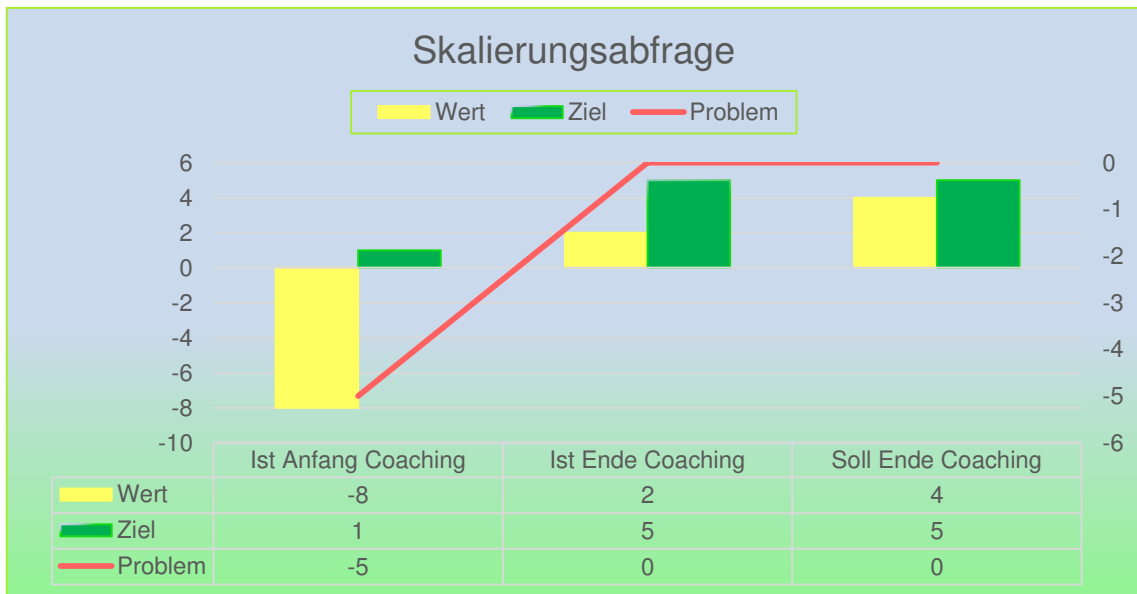 Skalierungsabfrage
Wert Ziel Problem
6 0
4 -1
2 -2
0
-2 -3
-4 -4
-6
-8 -5
-10 -6
Ist Anfang Coaching Ist Ende Coaching Soll Ende Coaching
Wert -8 2 4
Ziel 1 5 5
Problem -5 0 0